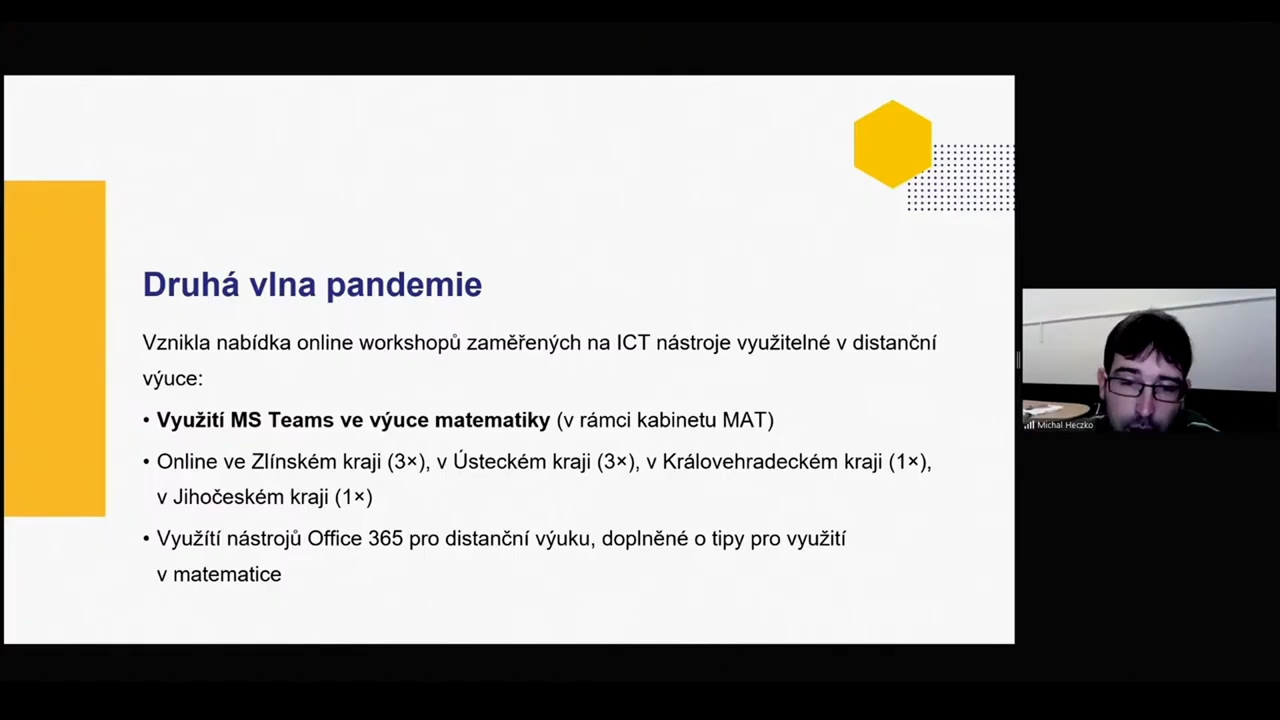 Druhá vlna pandemie
Vznikla nabídka online workshopů zaměřených na ICT nástroje využitelné v distanční
výuce:
• Využití MS Teams ve výuce matematiky (v rámci kabinetu MAT)
• Online ve Zlínském kraji (3×), v Ústeckém kraji (3×), v Královehradeckém kraji (1×),
v Jihočeském kraji (1×)
• Využítí nástrojů Office 365 pro distanční výuku, doplněné o tipy pro využití
v matematice
Michal Heczko